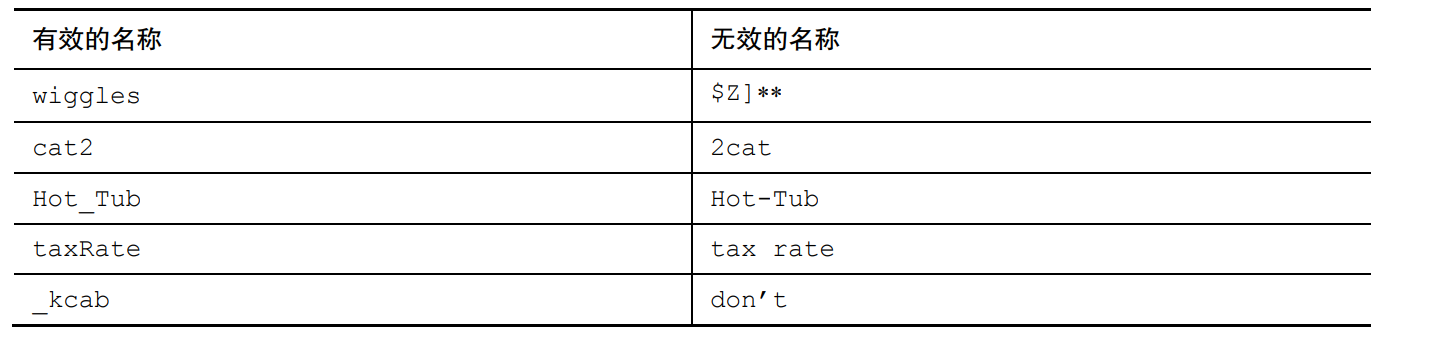 有效的名称 无效的名称
wiggles $Z]**
cat2 2cat
Hot_Tub Hot-Tub
taxRate tax rate
_kcab don’t